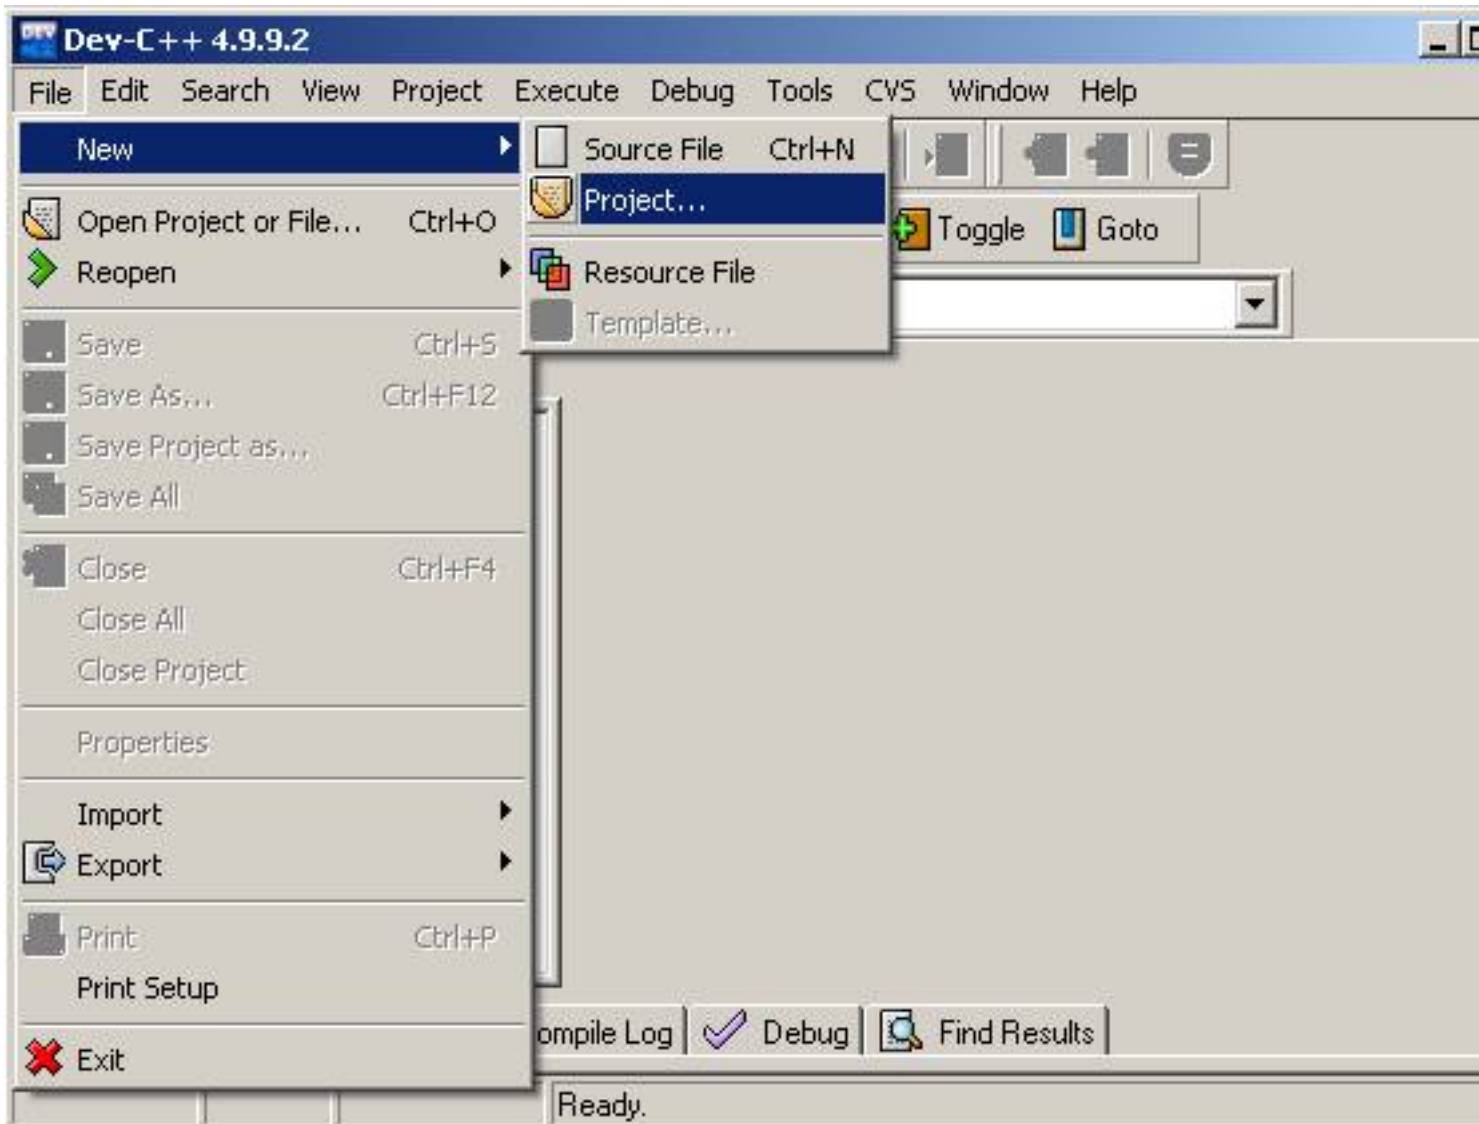 Dev-C++ 4.9.9.2
File Edit Search View Project Execute Debug Tools CVS Window Help
New
Source File Ctrl+N
Project...
Resource File
Template...
Toggle Goto
Open Project or File... Ctrl+O
Reopen
Save Ctrl+S
Save As... Ctrl+F12
Save Project as...
Save All
Close Ctrl+F4
Close All
Close Project
Properties
Import
Export
Print Ctrl+P
Print Setup
Exit
ompile Log Debug Find Results
Ready.